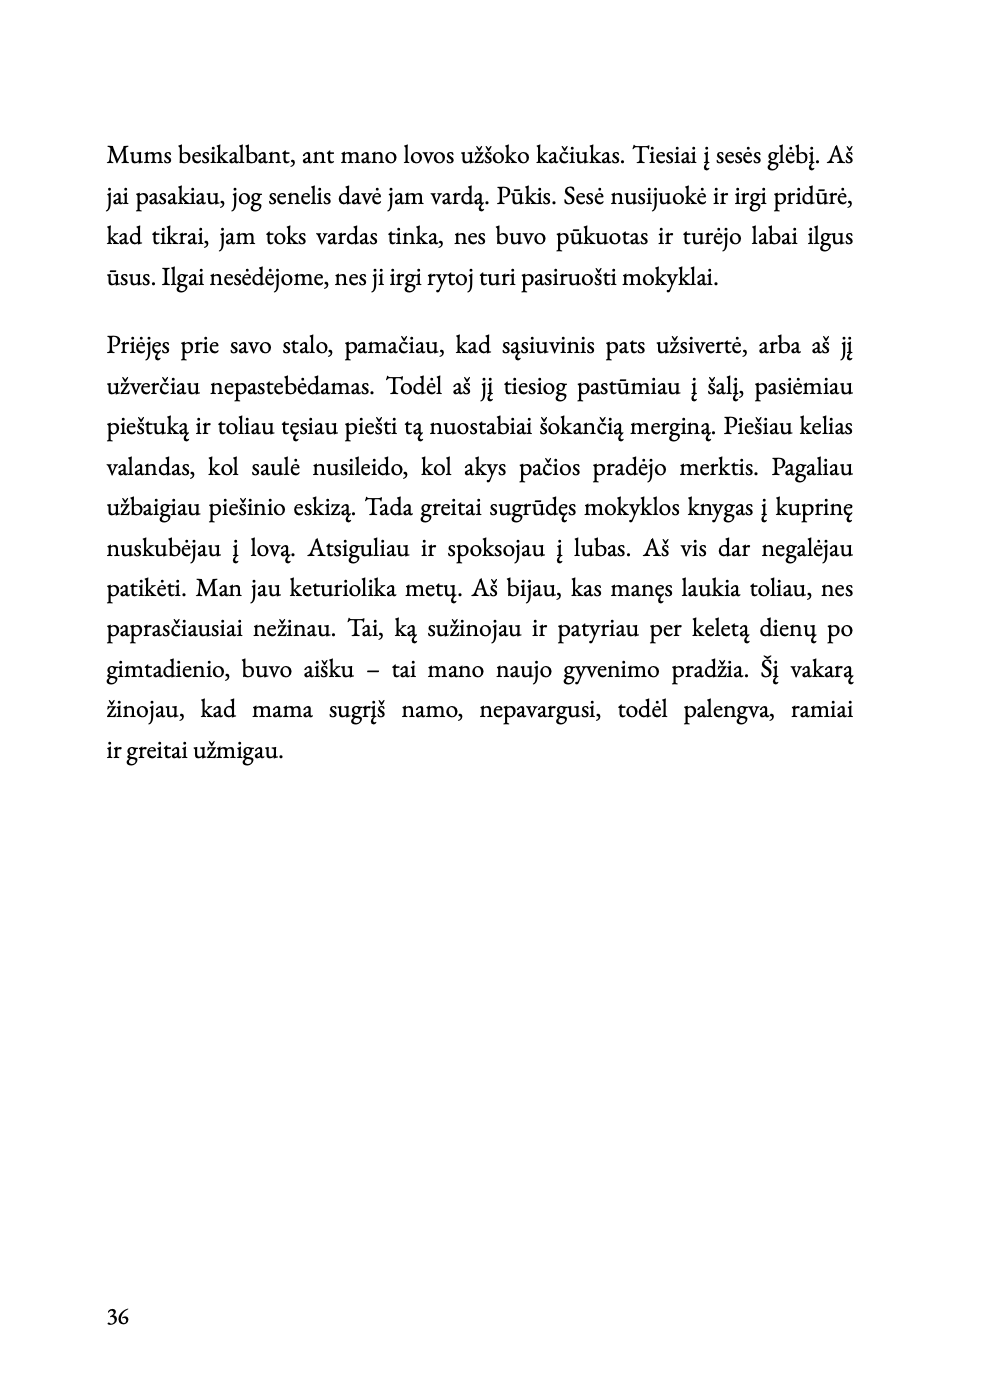 Mums besikalbant, ant mano lovos užšoko kačiukas. Tiesiai į sesės glėbį. Aš
jai pasakiau, jog senelis davė jam vardą. Pūkis. Sesė nusijuokė ir irgi pridūrė,
kad tikrai, jam toks vardas tinka, nes buvo pūkuotas ir turėjo labai ilgus
ūsus. Ilgai nesėdėjome, nes ji irgi rytoj turi pasiruošti mokyklai.
Priėjęs prie savo stalo, pamačiau, kad sąsiuvinis pats užsivertė, arba aš jį
užverčiau nepastebėdamas. Todėl aš jį tiesiog pastūmiau į šalį, pasiėmiau
pieštuką ir toliau tęsiau piešti tą nuostabiai šokančią merginą. Piešiau kelias
valandas, kol saulė nusileido, kol akys pačios pradėjo merktis. Pagaliau
užbaigiau piešinio eskizą. Tada greitai sugrūdęs mokyklos knygas į kuprinę
nuskubėjau į lovą. Atsiguliau ir spoksojau į lubas. Aš vis dar negalėjau
patikėti. Man jau keturiolika metų. Aš bijau, kas manęs laukia toliau, nes
paprasčiausiai nežinau. Tai, ką sužinojau ir patyriau per keletą dienų po
gimtadienio, buvo aišku – tai mano naujo gyvenimo pradžia. Šį vakarą
žinojau, kad mama sugrįš namo, nepavargusi, todėl palengva, ramiai
ir greitai užmigau.
36